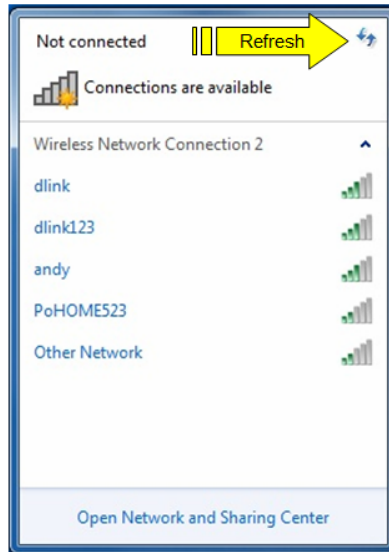 Not connected
Refresh
Connections are available
Wireless Network Connection 2
dlink
dlink123
andy
PoHOME523
Other Network
Open Network and Sharing Center